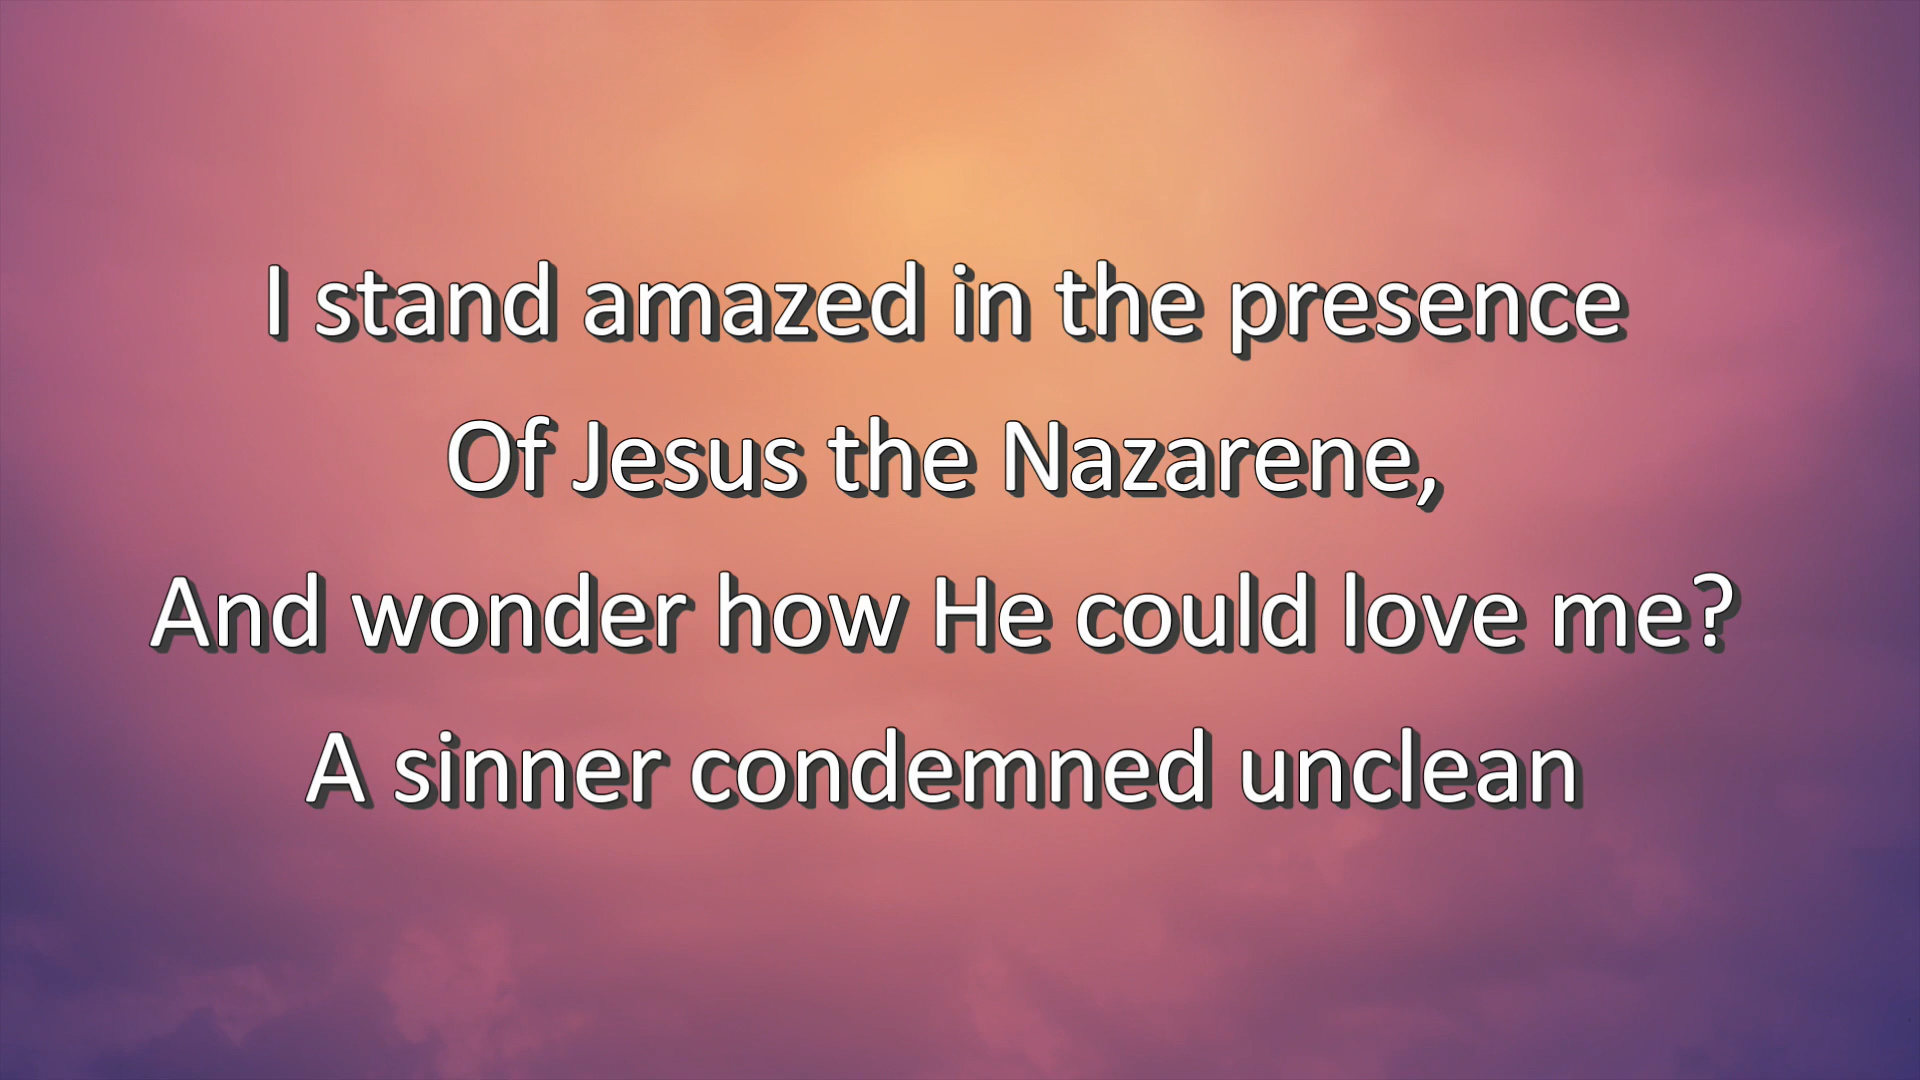 I stand amazed in the presence
Of Jesus the Nazarene,
And wonder how He could love me?
A sinner condemned unclean